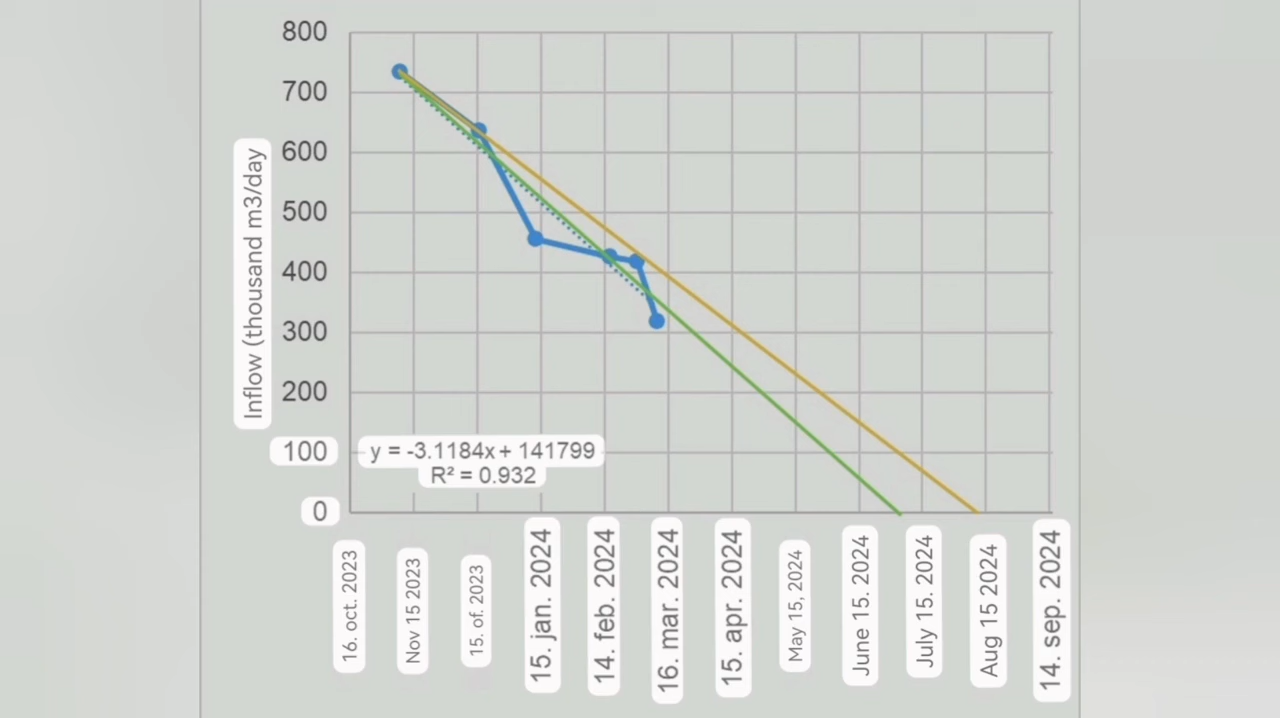 800
700
600
500
400
300
200
100
0
Inflow (thousand m3/day
y = -3.1184x + 141799
R² = 0.932
16. oct. 2023
Nov 15 2023
15. of. 2023
15. jan. 2024
14. feb. 2024
16. mar. 2024
15. apr. 2024
May 15, 2024
June 15. 2024
July 15. 2024
Aug 15 2024
14. sep. 2024